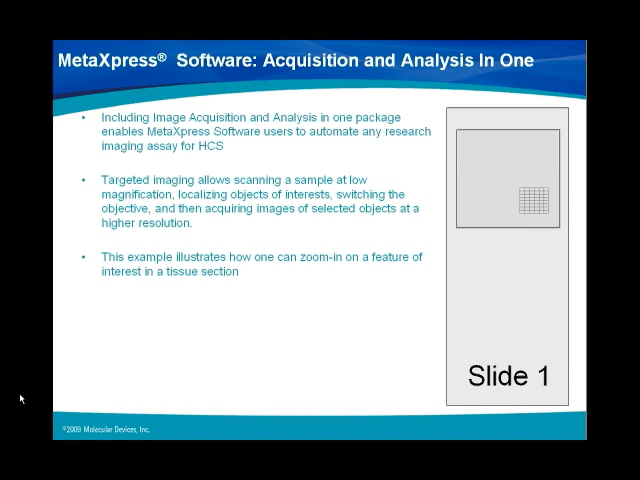 MetaXpress® Software: Acquisition and Analysis In One
• Including Image Acquisition and Analysis in one package
enables MetaXpress Software users to automate any research
imaging assay for HCS
• Targeted imaging allows scanning a sample at low
magnification, localizing objects of interests, switching the
objective, and then acquiring images of selected objects at a
higher resolution.
• This example illustrates how one can zoom-in on a feature of
interest in a tissue section
Slide 1
©2009 Molecular Devices, Inc.